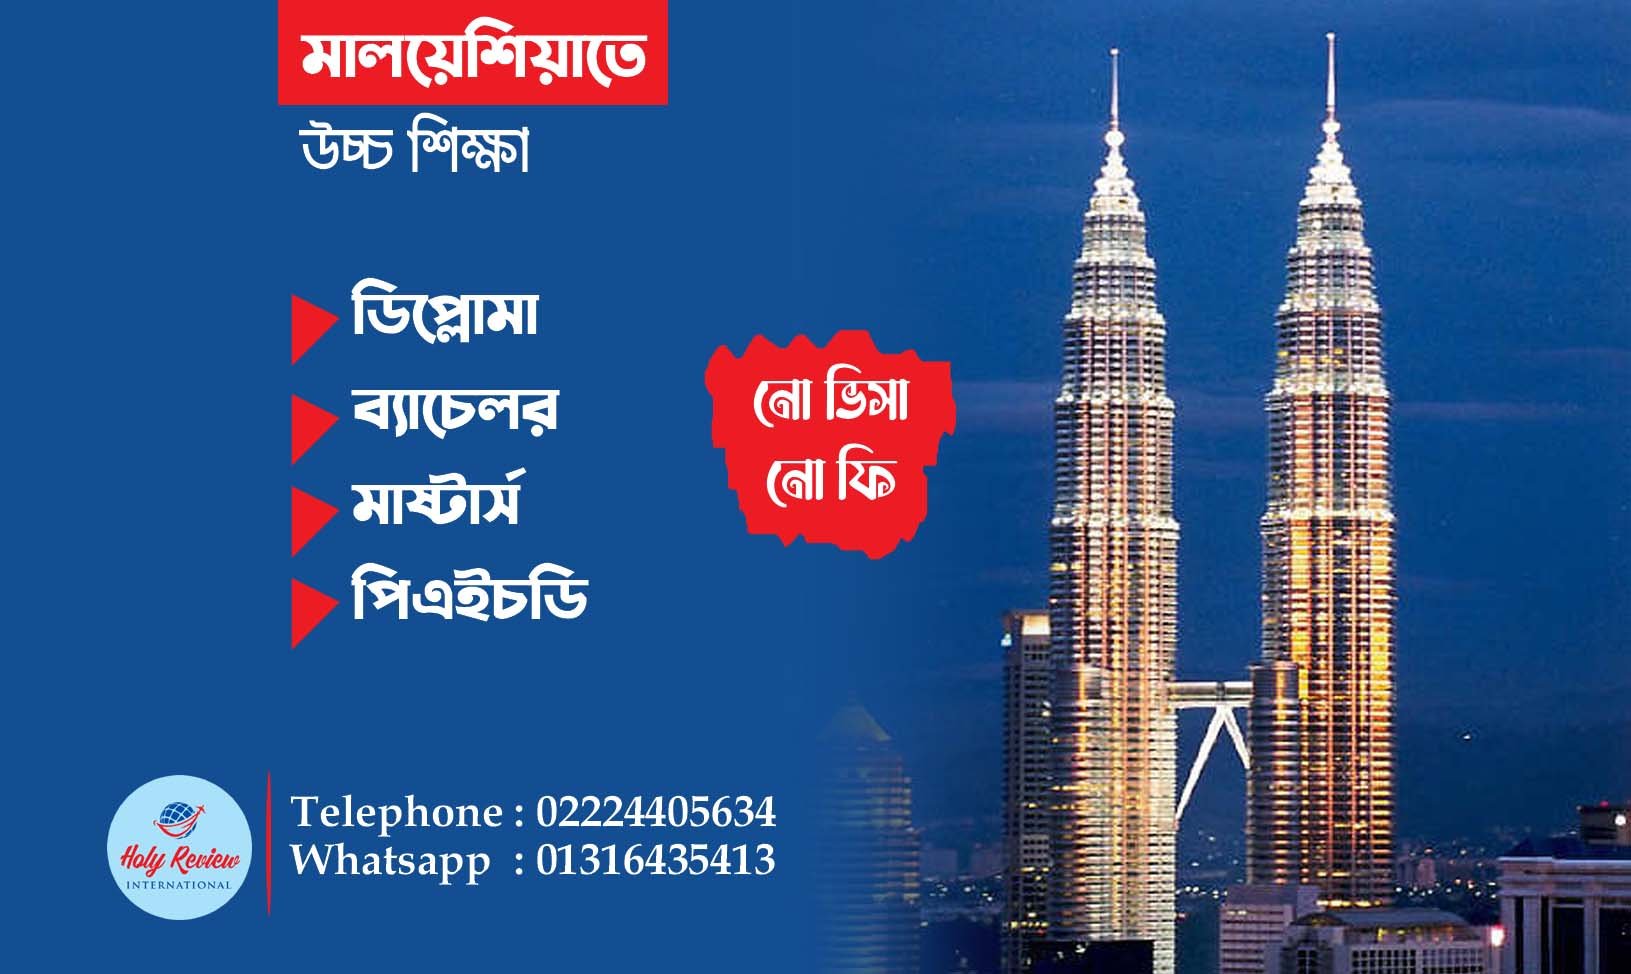 মালয়েশিয়াতে
উচ্চ শিক্ষা
ডিপ্লোমা
ব্যাচেলর
মাষ্টার্স
পিএইচডি
নো ভিসা
নো ফি
Holy Review
INTERNATIONAL
Telephone : 02224405634
Whatsapp : 01316435413